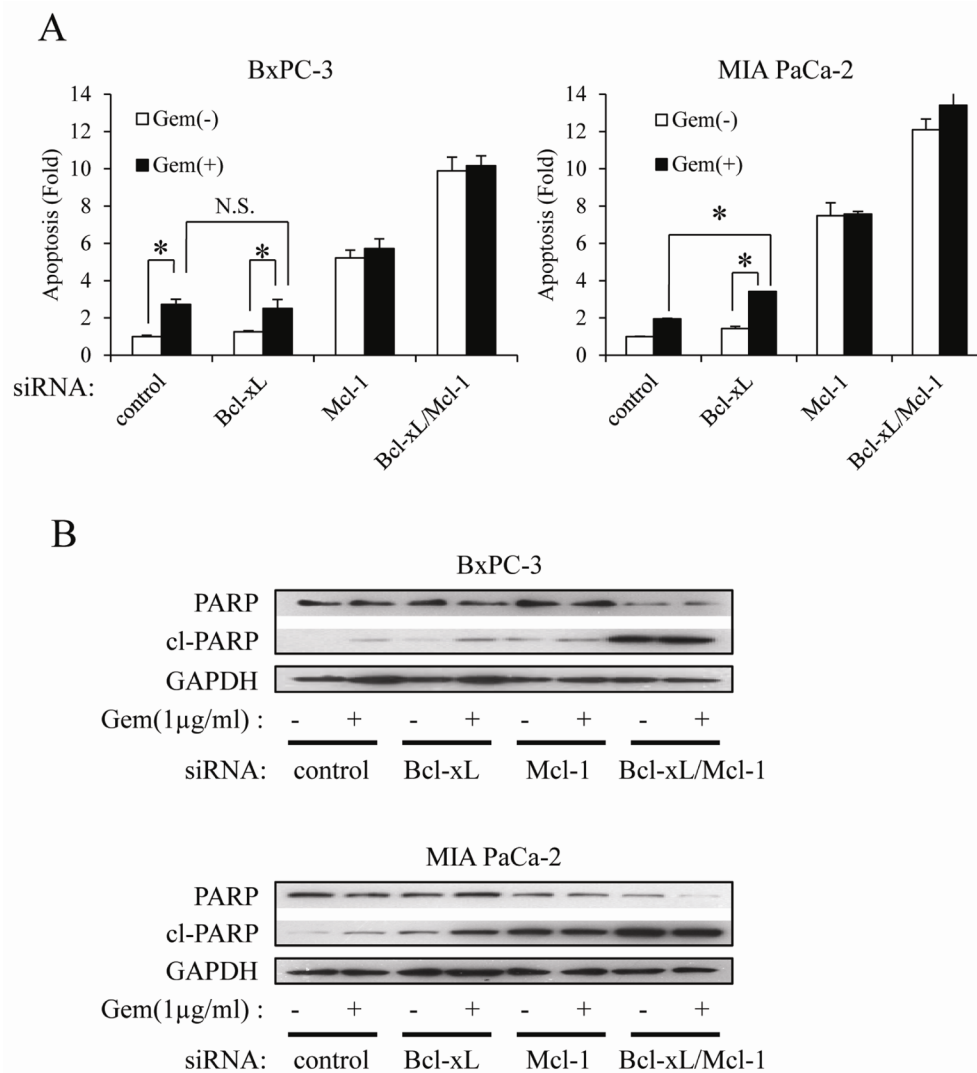 A
BxPC-3
14
12
10
8
6
4
2
0
Apoptosis (Fold)
Gem(-)
Gem(+)
N.S.
*
*
control
Bcl-xL
Mcl-1
Bcl-xL/Mcl-1
siRNA:
MIA PaCa-2
14
12
10
8
6
4
2
0
Apoptosis (Fold)
Gem(-)
Gem(+)
*
*
control
Bcl-xL
Mcl-1
Bcl-xL/Mcl-1
B
BxPC-3
PARP
cl-PARP
GAPDH
Gem(1µg/ml) : - + - + - + - +
siRNA: control Bcl-xL Mcl-1 Bcl-xL/Mcl-1
MIA PaCa-2
PARP
cl-PARP
GAPDH
Gem(1µg/ml) : - + - + - + - +
siRNA: control Bcl-xL Mcl-1 Bcl-xL/Mcl-1